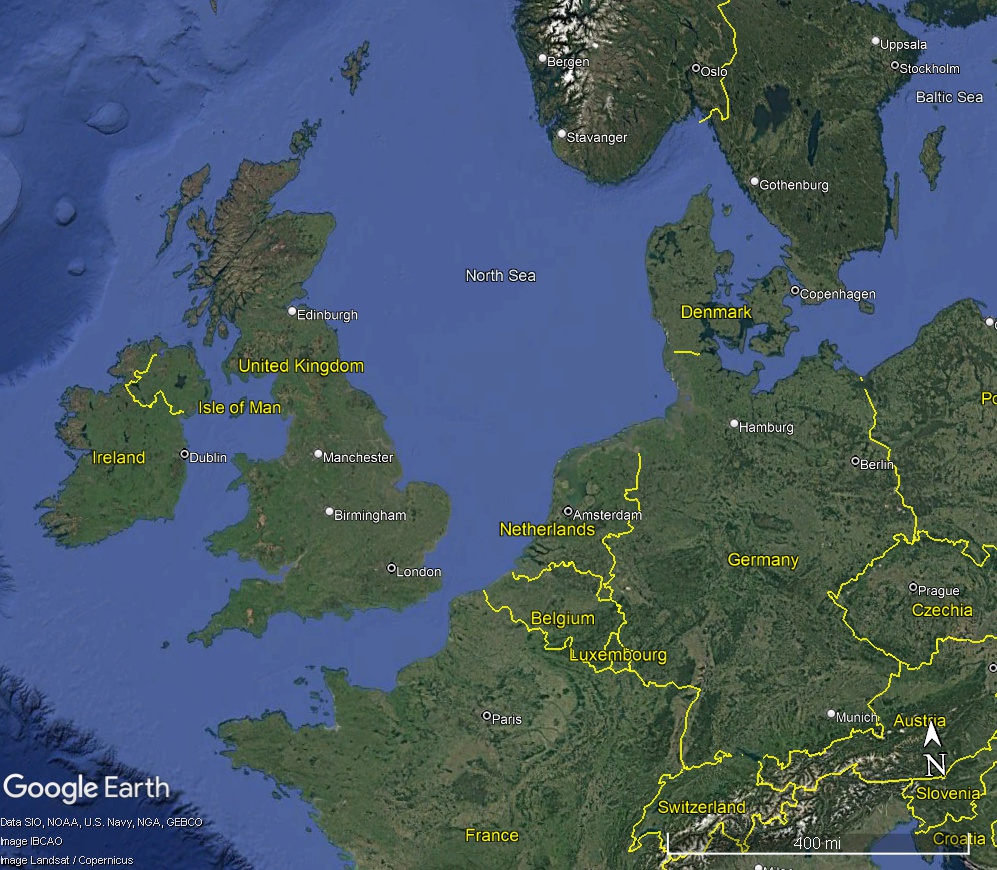 Uppsala
Bergen
Oslo
Stockholm
Baltic Sea
Stavanger
Gothenburg
North Sea
Copenhagen
Edinburgh
Denmark
United Kingdom
Isle of Man
Hamburg
Ireland
Dublin
Manchester
Berlin
Birmingham
Amsterdam
Netherlands
London
Germany
Prague
Belgium
Czechia
Luxembourg
Paris
Munich
Austria
N
Google Earth
Slovenia
Switzerland
Data SIO, NOAA, U.S. Navy, NGA, GEBCO
France
Croatia
Image IBCAO
400 mi
Image Landsat / Copernicus